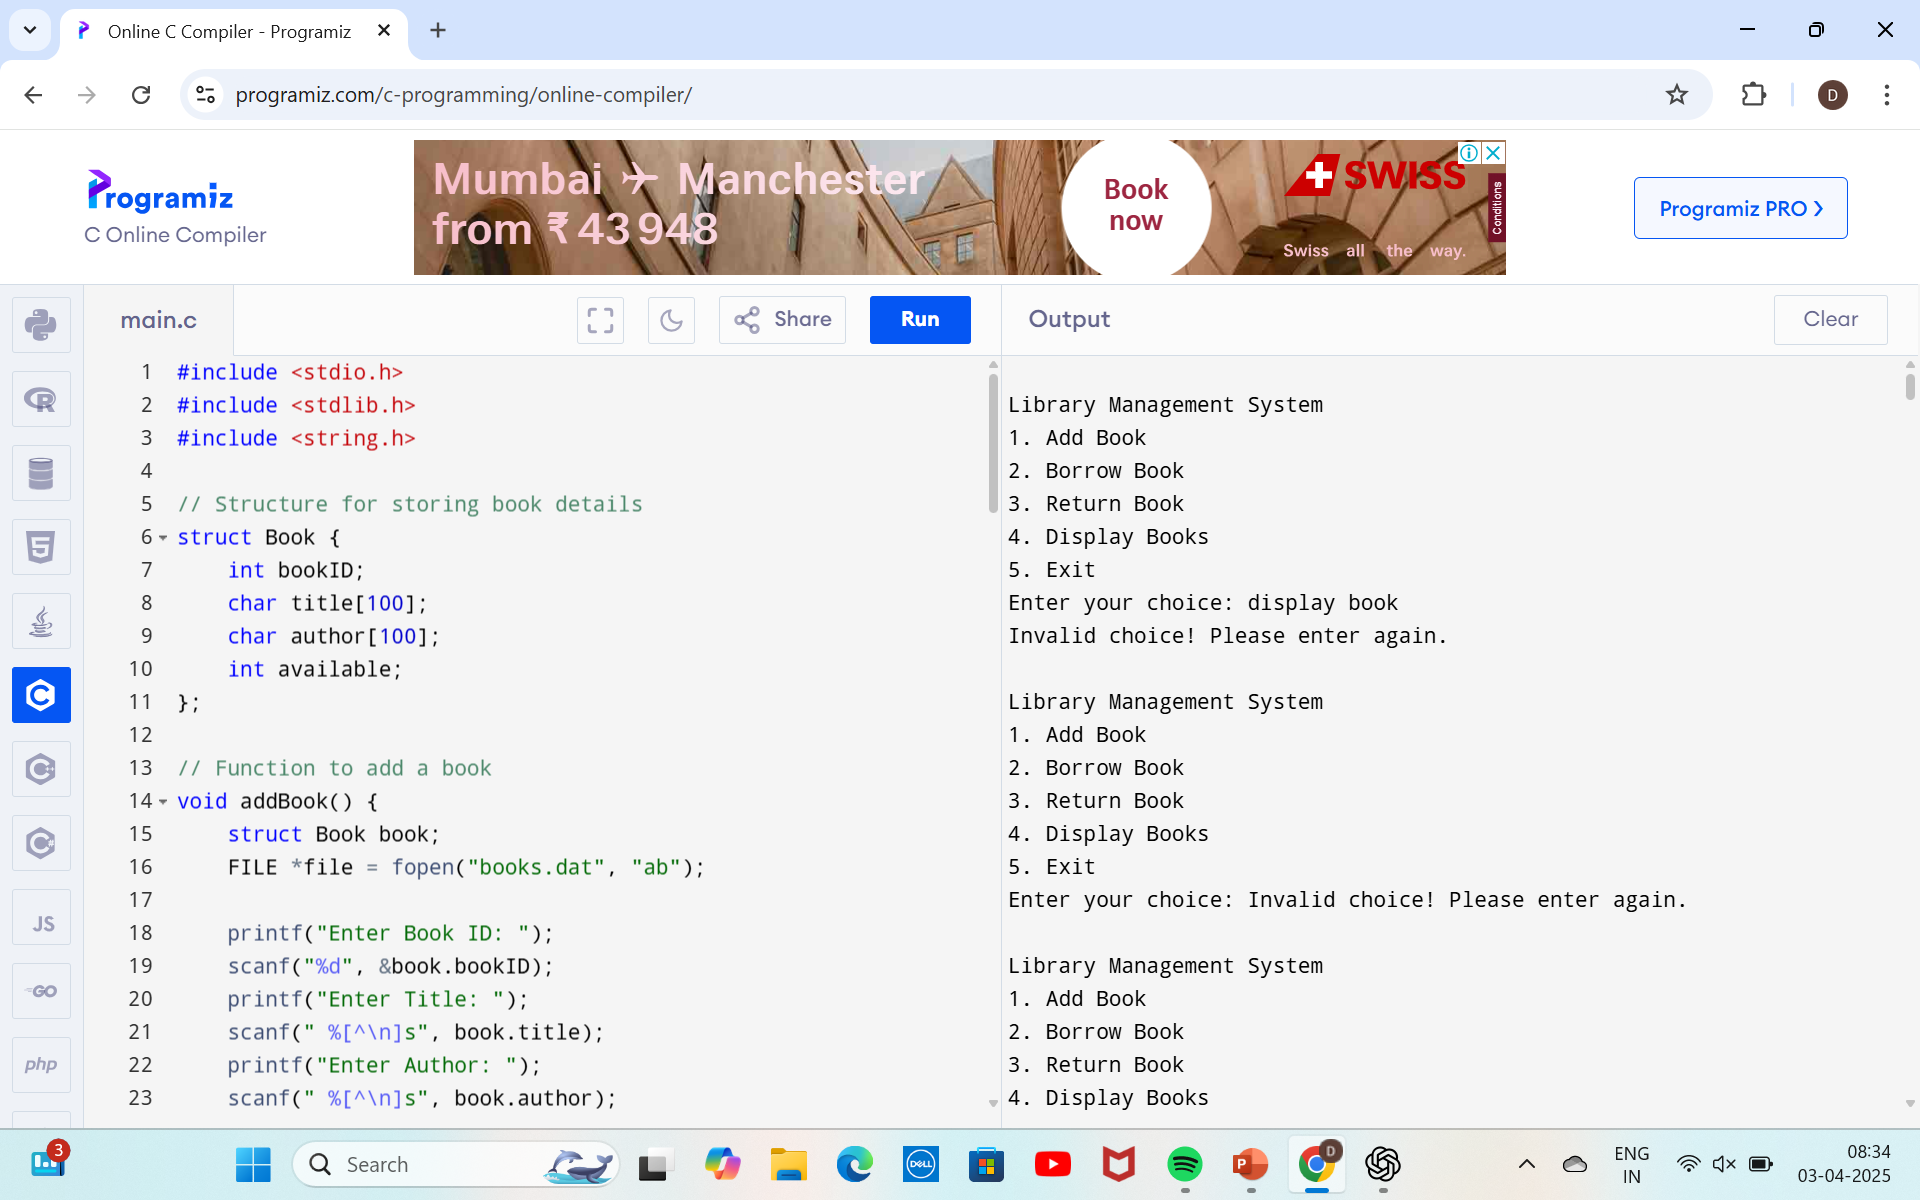 Online C Compiler - Programiz
programiz.com/c-programming/online-compiler/
D
Programiz
C Online Compiler
Mumbai ✈ Manchester
from ₹ 43 948
Book
now
SWISS
Swiss all the way.
Conditions
Programiz PRO ›
main.c
Share
Run
Output
Clear
1 #include <stdio.h>
2 #include <stdlib.h>
3 #include <string.h>
4
5 // Structure for storing book details
6 struct Book {
7 int bookID;
8 char title[100];
9 char author[100];
10 int available;
11 };
12
13 // Function to add a book
14 void addBook() {
15 struct Book book;
16 FILE *file = fopen("books.dat", "ab");
17
18 printf("Enter Book ID: ");
19 scanf("%d", &book.bookID);
20 printf("Enter Title: ");
21 scanf(" %[^\n]s", book.title);
22 printf("Enter Author: ");
23 scanf(" %[^\n]s", book.author);
Library Management System
1. Add Book
2. Borrow Book
3. Return Book
4. Display Books
5. Exit
Enter your choice: display book
Invalid choice! Please enter again.
Library Management System
1. Add Book
2. Borrow Book
3. Return Book
4. Display Books
5. Exit
Enter your choice: Invalid choice! Please enter again.
Library Management System
1. Add Book
2. Borrow Book
3. Return Book
4. Display Books
R
5
C
C
C#
JS
GO
php
3
Search
DELL
P
D
ENG
IN
08:34
03-04-2025